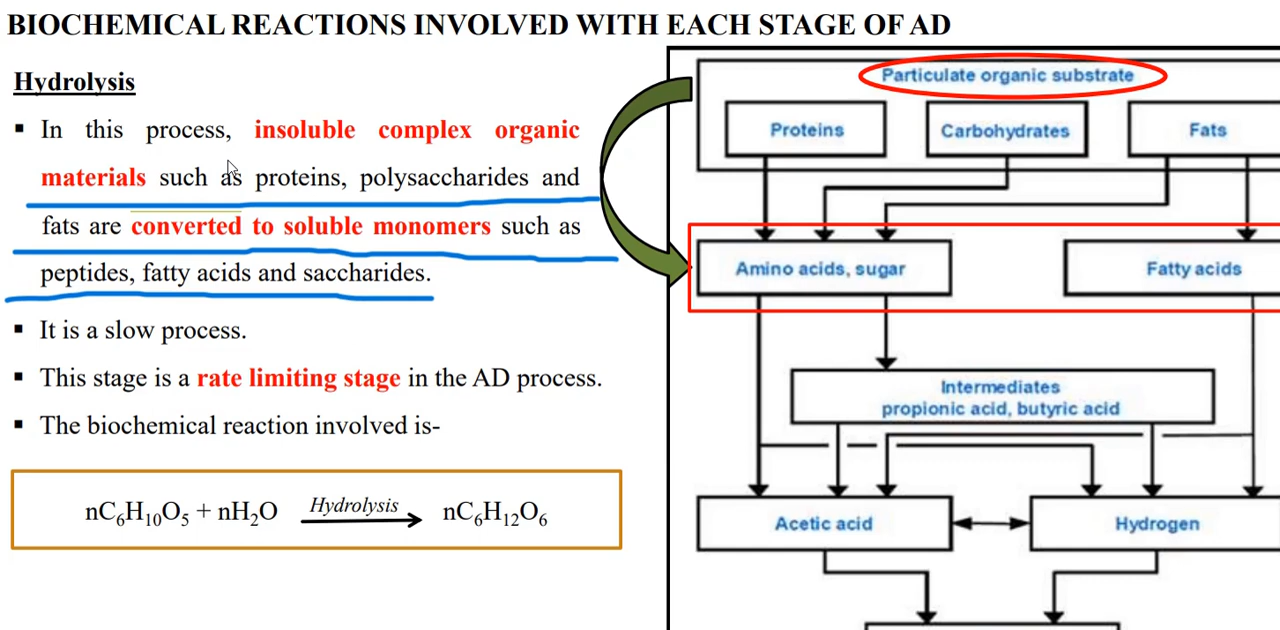 BIOCHEMICAL REACTIONS INVOLVED WITH EACH STAGE OF AD
Hydrolysis
▪ In this process, insoluble complex organic
materials such as proteins, polysaccharides and
fats are converted to soluble monomers such as
peptides, fatty acids and saccharides.
▪ It is a slow process.
▪ This stage is a rate limiting stage in the AD process.
▪ The biochemical reaction involved is-
nC₆H₁₀O₅ + nH₂O Hydrolysis → nC₆H₁₂O₆
Particulate organic substrate
Proteins
Carbohydrates
Fats
Amino acids, sugar
Fatty acids
Intermediates
propionic acid, butyric acid
Acetic acid
Hydrogen